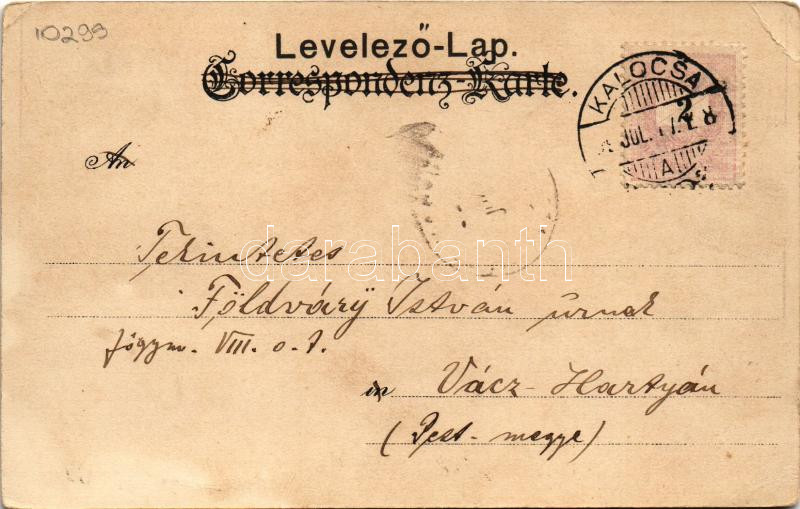 10299
Levelező-Lap.
Correspondenz-Karte.
KALOCSA
JUL.
A
An
Tekintetes
Földváry István úrnak
főgym. VIII. o. t.
in Vácz-Hartyán
(Pest-megye)
darabanth